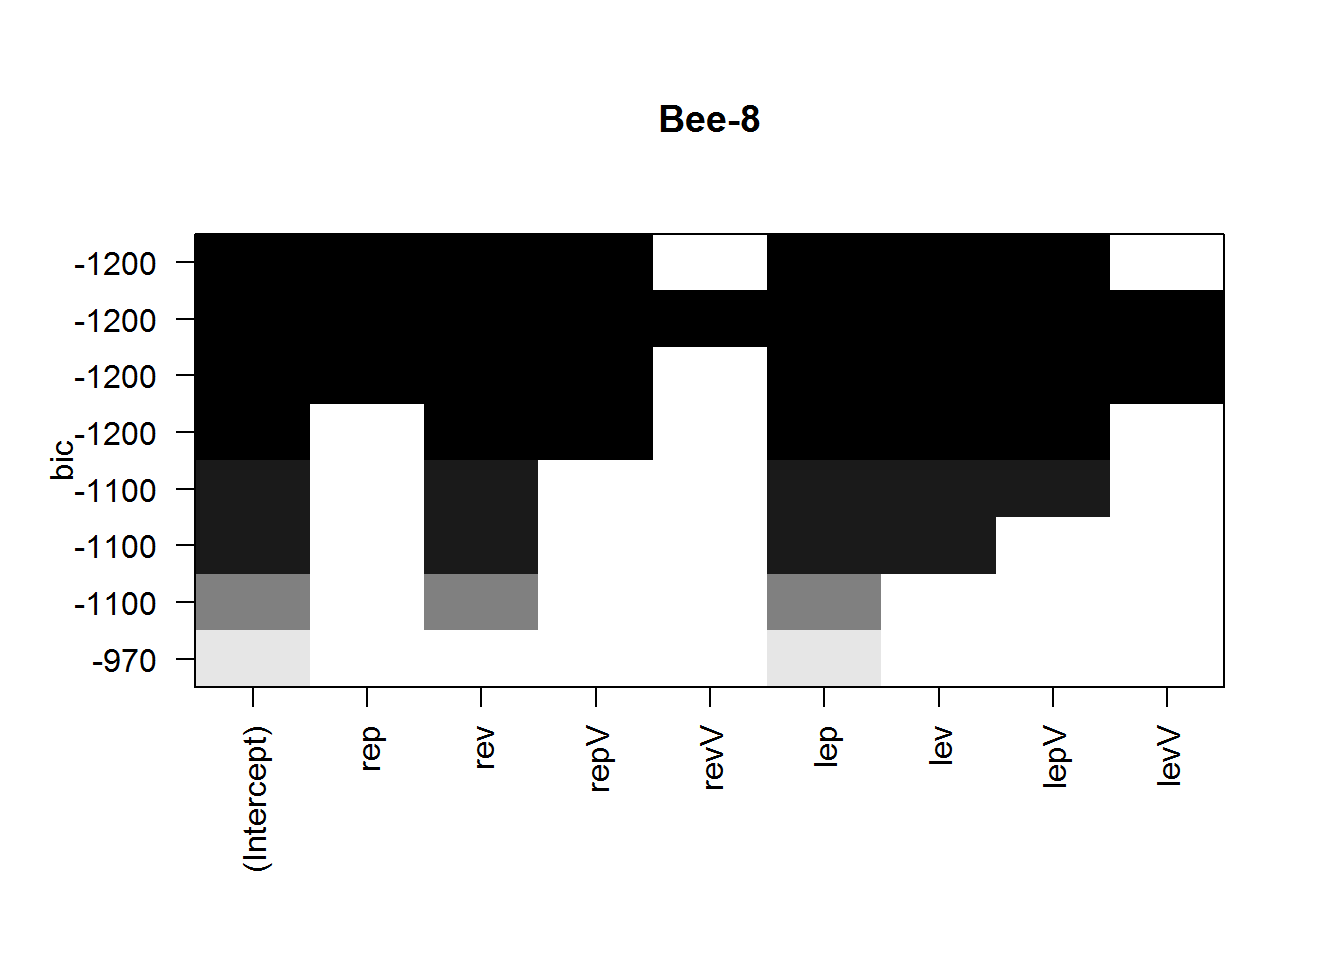 Bee-8
-1200
-1200
-1200
-1200
-1100
-1100
-1100
-970
bic
(Intercept)
rep
rev
repV
revV
lep
lev
lepV
levV